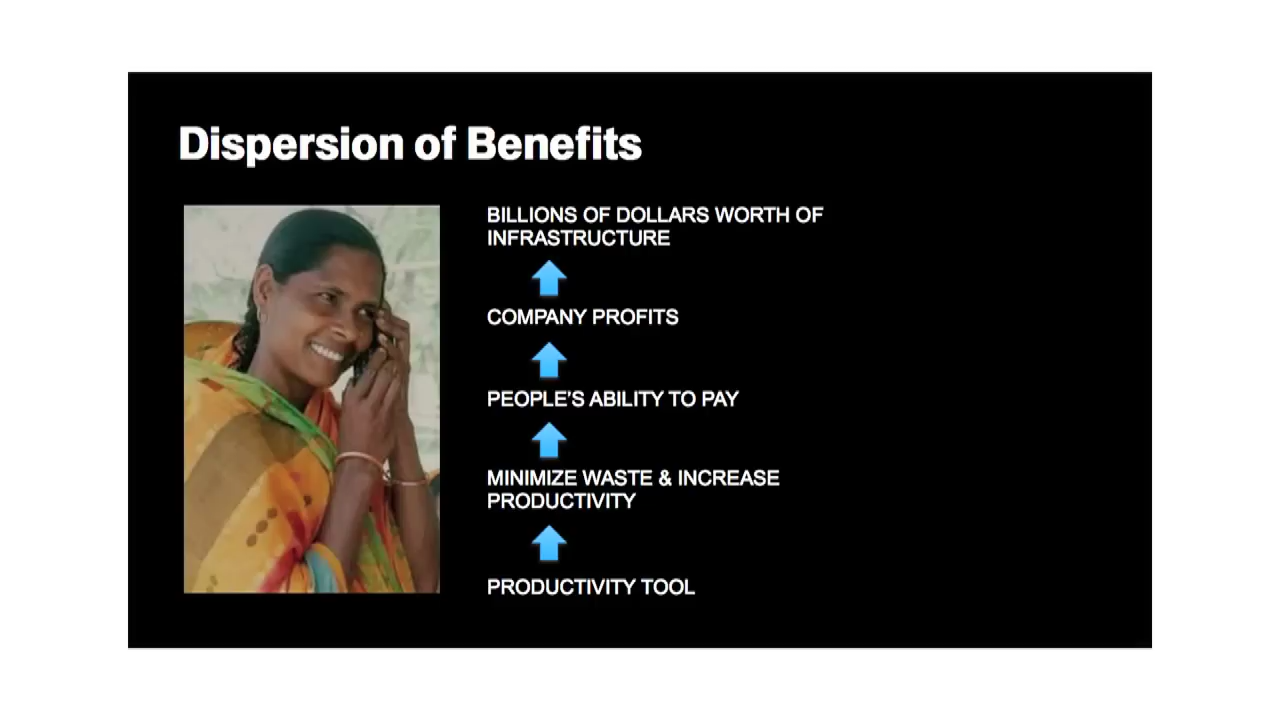 Dispersion of Benefits
BILLIONS OF DOLLARS WORTH OF
INFRASTRUCTURE
COMPANY PROFITS
PEOPLE'S ABILITY TO PAY
MINIMIZE WASTE & INCREASE
PRODUCTIVITY
PRODUCTIVITY TOOL